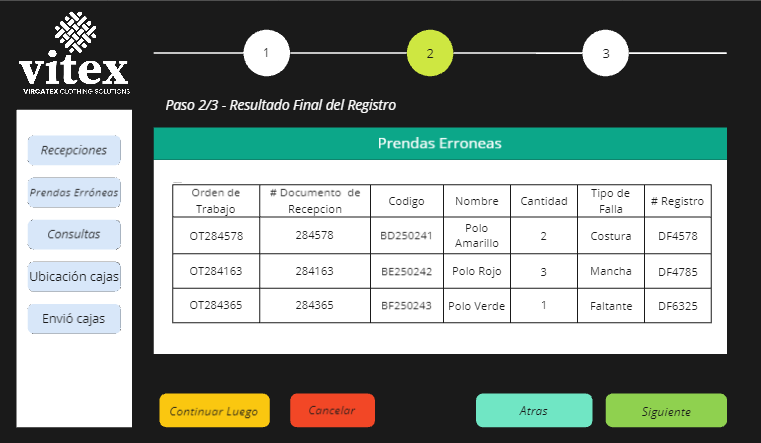 vitex
VIRGATEX CLOTHING SOLUTIONS
1
2
3
Paso 2/3 - Resultado Final del Registro
Recepciones
Prendas Erróneas
Consultas
Ubicación cajas
Envió cajas
Prendas Erroneas
Orden de Trabajo # Documento de Recepcion Codigo Nombre Cantidad Tipo de Falla # Registro
OT284578 284578 BD250241 Polo Amarillo 2 Costura DF4578
OT284163 284163 BE250242 Polo Rojo 3 Mancha DF4785
OT284365 284365 BF250243 Polo Verde 1 Faltante DF6325
Continuar Luego
Cancelar
Atras
Siguiente